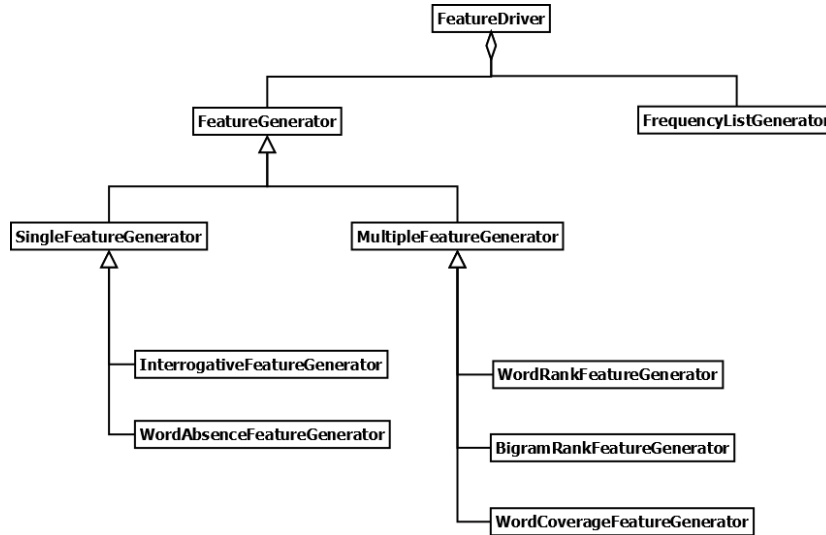 FeatureDriver
FeatureGenerator
FrequencyListGenerator
SingleFeatureGenerator
MultipleFeatureGenerator
InterrogativeFeatureGenerator
WordRankFeatureGenerator
WordAbsenceFeatureGenerator
BigramRankFeatureGenerator
WordCoverageFeatureGenerator